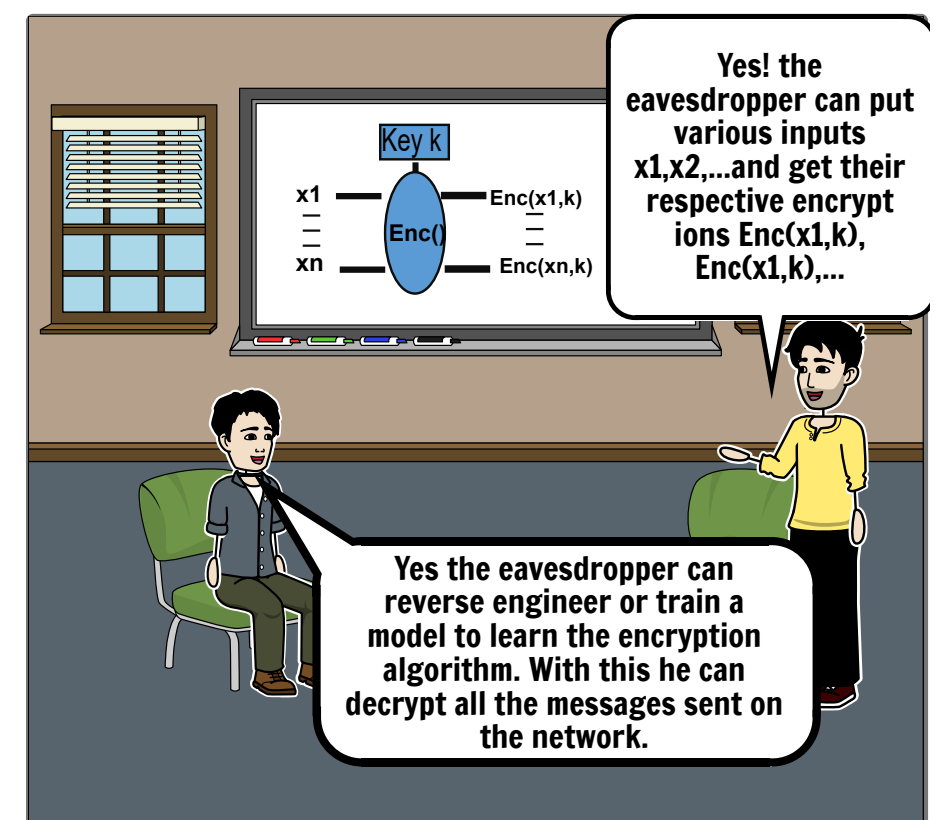 Yes! the
eavesdropper can put
various inputs
x1,x2,...and get their
respective encrypt
ions Enc(x1,k),
Enc(x1,k),...
Key k
x1
Enc(x1,k)
Enc()
xn
Enc(xn,k)
Yes the eavesdropper can
reverse engineer or train a
model to learn the encryption
algorithm. With this he can
decrypt all the messages sent on
the network.